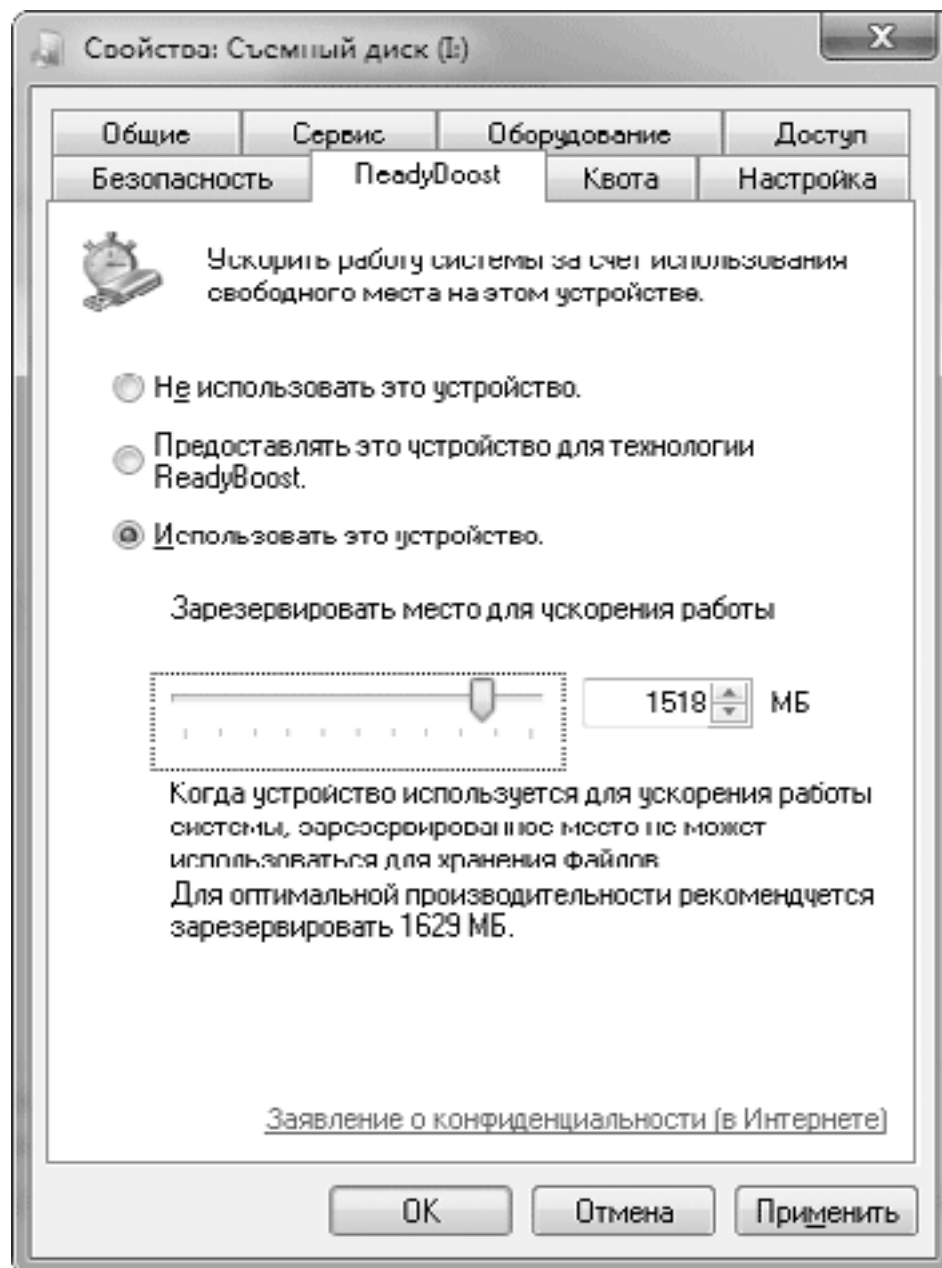 Свойства: Съемный диск (I:)
X
Общие Сервис Оборудование Доступ
Безопасность ReadyBoost Квота Настройка
Ускорить работу системы за счет использования
свободного места на этом устройстве.
Не использовать это устройство.
Предоставлять это устройство для технологии
ReadyBoost.
Использовать это устройство.
Зарезервировать место для ускорения работы
1518 МБ
Когда устройство используется для ускорения работы
системы, зарезервированное место не может
использоваться для хранения файлов
Для оптимальной производительности рекомендуется
зарезервировать 1629 МБ.
Заявление о конфиденциальности (в Интернете)
OK Отмена Применить